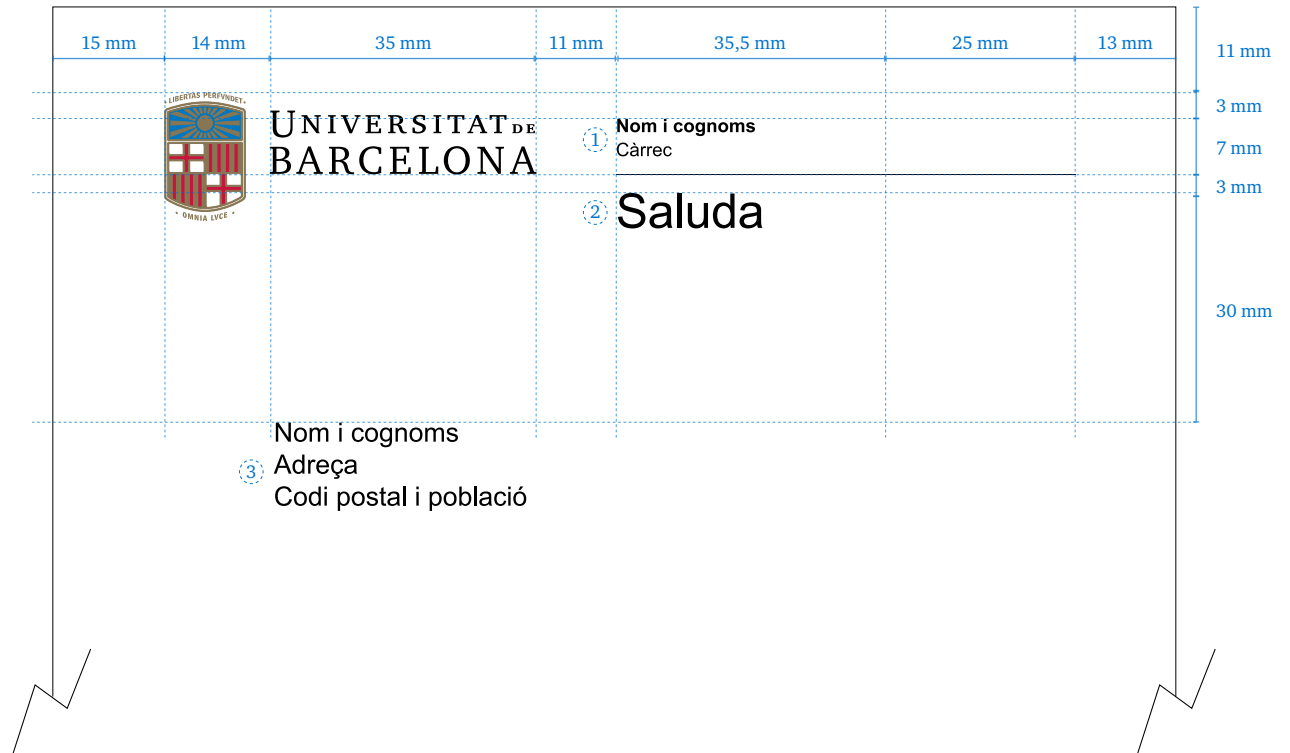 15 mm
14 mm
35 mm
11 mm
35,5 mm
25 mm
13 mm
11 mm
3 mm
7 mm
3 mm
30 mm
· LIBERTAS PERFVNDET ·
UNIVERSITAT DE
BARCELONA
· OMNIA LVCE ·
1
Nom i cognoms
Càrrec
2
Saluda
3
Nom i cognoms
Adreça
Codi postal i població